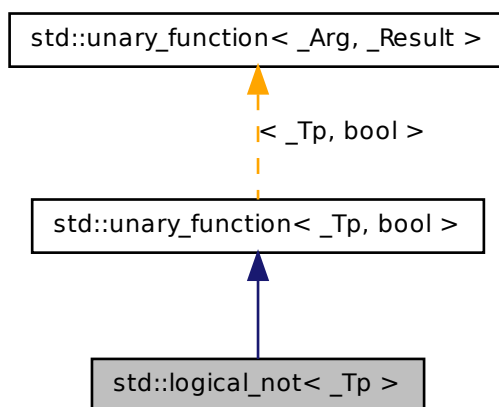 std::unary_function< _Arg, _Result >
< _Tp, bool >
std::unary_function< _Tp, bool >
std::logical_not< _Tp >